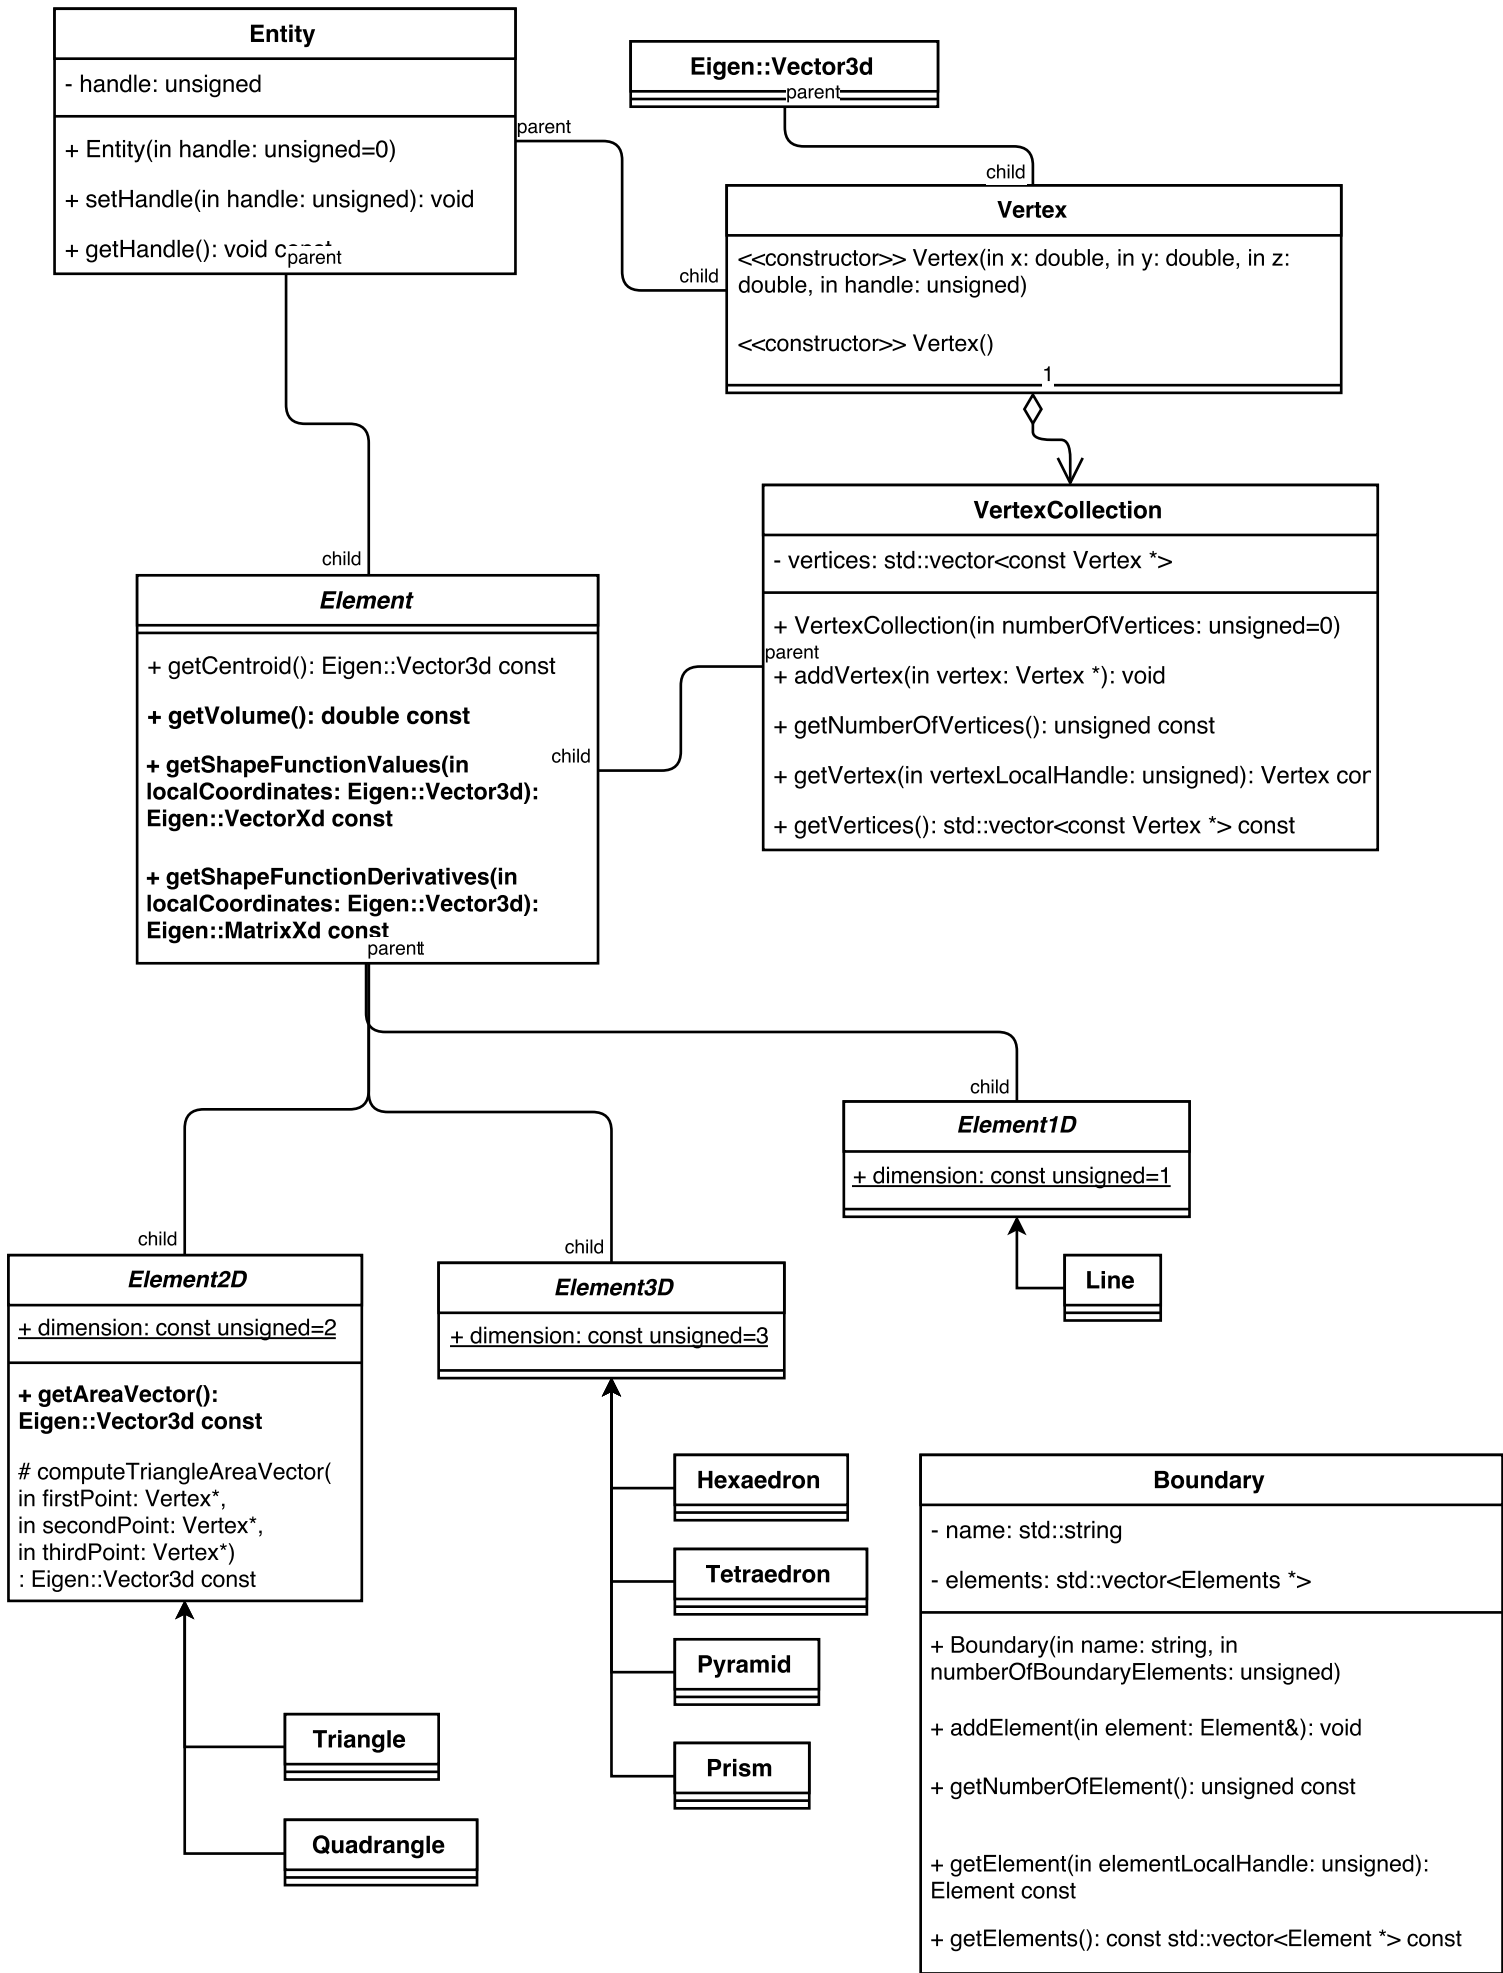 Entity
- handle: unsigned
+ Entity(in handle: unsigned=0)
+ setHandle(in handle: unsigned): void
+ getHandle(): void const
parent
parent
Eigen::Vector3d
parent
child
Vertex
<<constructor>> Vertex(in x: double, in y: double, in z:
double, in handle: unsigned)
<<constructor>> Vertex()
1
child
VertexCollection
- vertices: std::vector<const Vertex *>
+ VertexCollection(in numberOfVertices: unsigned=0)
parent
+ addVertex(in vertex: Vertex *): void
+ getNumberOfVertices(): unsigned const
+ getVertex(in vertexLocalHandle: unsigned): Vertex cor
+ getVertices(): std::vector<const Vertex *> const
child
Element
+ getCentroid(): Eigen::Vector3d const
+ getVolume(): double const
+ getShapeFunctionValues(in
localCoordinates: Eigen::Vector3d):
Eigen::VectorXd const
child
+ getShapeFunctionDerivatives(in
localCoordinates: Eigen::Vector3d):
Eigen::MatrixXd const
parent
child
Element1D
+ dimension: const unsigned=1
Line
child
Element2D
+ dimension: const unsigned=2
+ getAreaVector():
Eigen::Vector3d const
# computeTriangleAreaVector(
in firstPoint: Vertex*,
in secondPoint: Vertex*,
in thirdPoint: Vertex*)
: Eigen::Vector3d const
Triangle
Quadrangle
child
Element3D
+ dimension: const unsigned=3
Hexaedron
Tetraedron
Pyramid
Prism
Boundary
- name: std::string
- elements: std::vector<Elements *>
+ Boundary(in name: string, in
numberOfBoundaryElements: unsigned)
+ addElement(in element: Element&): void
+ getNumberOfElement(): unsigned const
+ getElement(in elementLocalHandle: unsigned):
Element const
+ getElements(): const std::vector<Element *> const